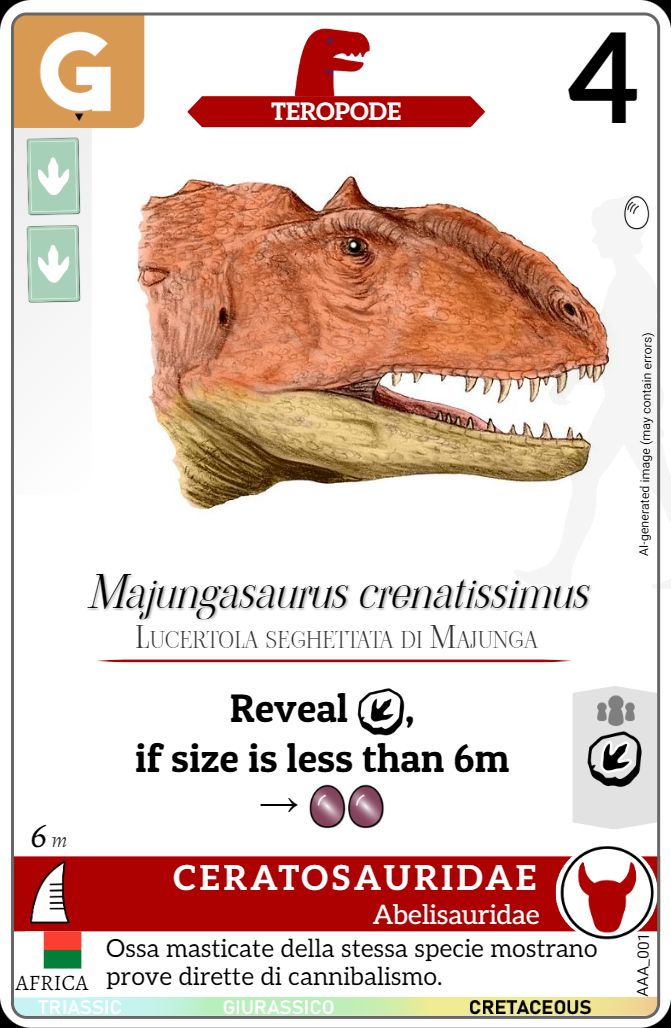 G
TEROPODE
4
AI-generated image (may contain errors)
Majungasaurus crenatissimus
Lucertola seghettata di Majunga
Reveal ,
if size is less than 6m
→
6 m
CERATOSAURIDAE
Abelisauridae
AFRICA
Ossa masticate della stessa specie mostrano
prove dirette di cannibalismo.
AAA_001
TRIASSIC GIURASSICO CRETACEOUS